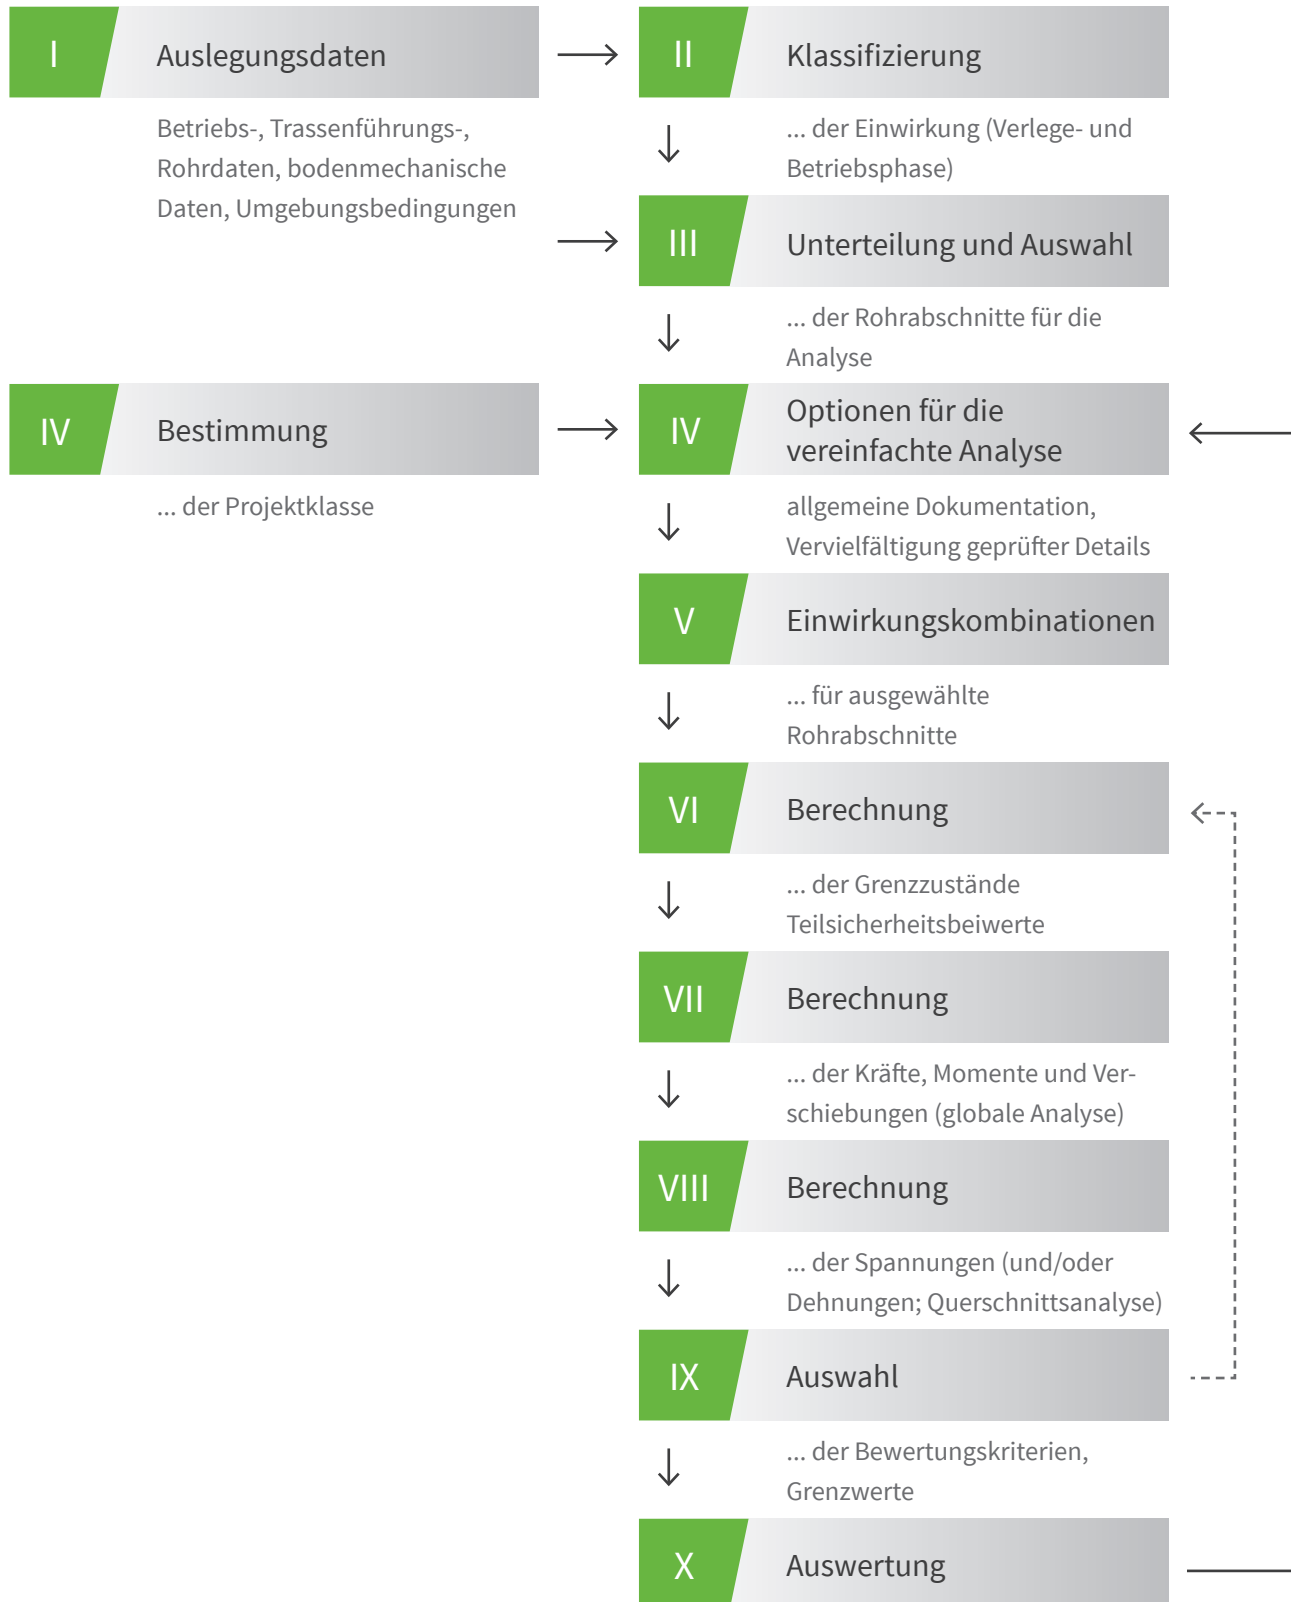 I
Auslegungsdaten
Betriebs-, Trassenführungs-,
Rohrdaten, bodenmechanische
Daten, Umgebungsbedingungen
II
Klassifizierung
... der Einwirkung (Verlege- und
Betriebsphase)
III
Unterteilung und Auswahl
... der Rohrabschnitte für die
Analyse
IV
Bestimmung
... der Projektklasse
IV
Optionen für die
vereinfachte Analyse
allgemeine Dokumentation,
Vervielfältigung geprüfter Details
V
Einwirkungskombinationen
... für ausgewählte
Rohrabschnitte
VI
Berechnung
... der Grenzzustände
Teilsicherheitsbeiwerte
VII
Berechnung
... der Kräfte, Momente und Ver-
schiebungen (globale Analyse)
VIII
Berechnung
... der Spannungen (und/oder
Dehnungen; Querschnittsanalyse)
IX
Auswahl
... der Bewertungskriterien,
Grenzwerte
X
Auswertung